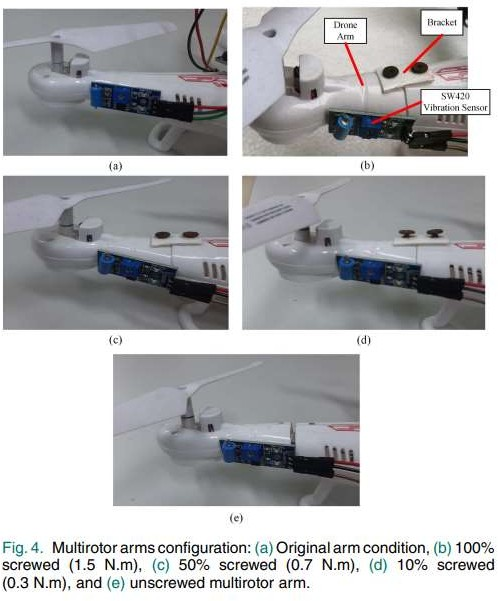 (a)
Drone
Arm
Bracket
SW420
Vibration Sensor
(b)
(c)
(d)
(e)
Fig. 4. Multirotor arms configuration: (a) Original arm condition, (b) 100%
screwed (1.5 N.m), (c) 50% screwed (0.7 N.m), (d) 10% screwed
(0.3 N.m), and (e) unscrewed multirotor arm.